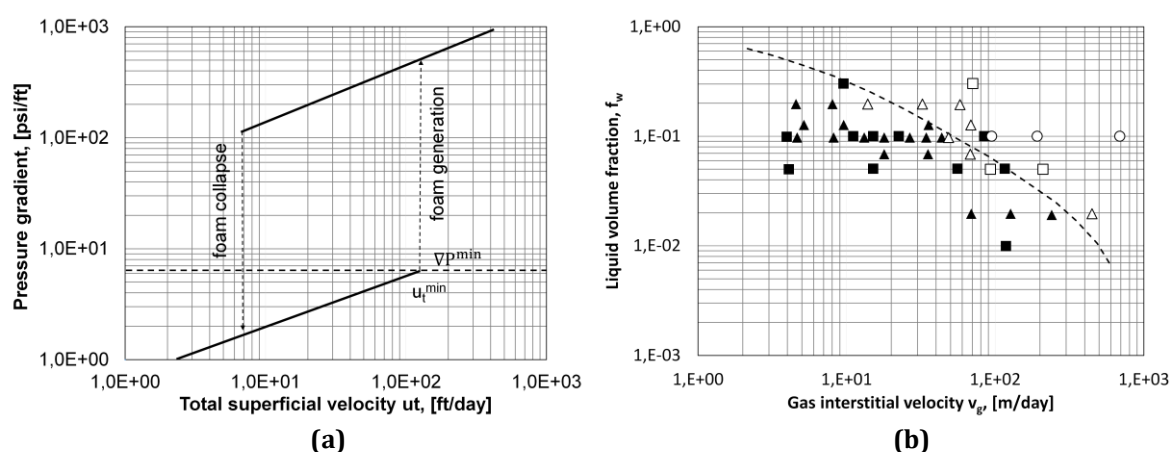 1,0E+03
1,0E+02
1,0E+01
1,0E+00
Pressure gradient, [psi/ft]
foam collapse
foam generation
∇P^min
u_t^min
1,0E+00 1,0E+01 1,0E+02 1,0E+03
Total superficial velocity ut, [ft/day]
(a)
1,E+00
1,E-01
1,E-02
1,E-03
Liquid volume fraction, f_w
1,E+00 1,E+01 1,E+02 1,E+03
Gas interstitial velocity v_g, [m/day]
(b)